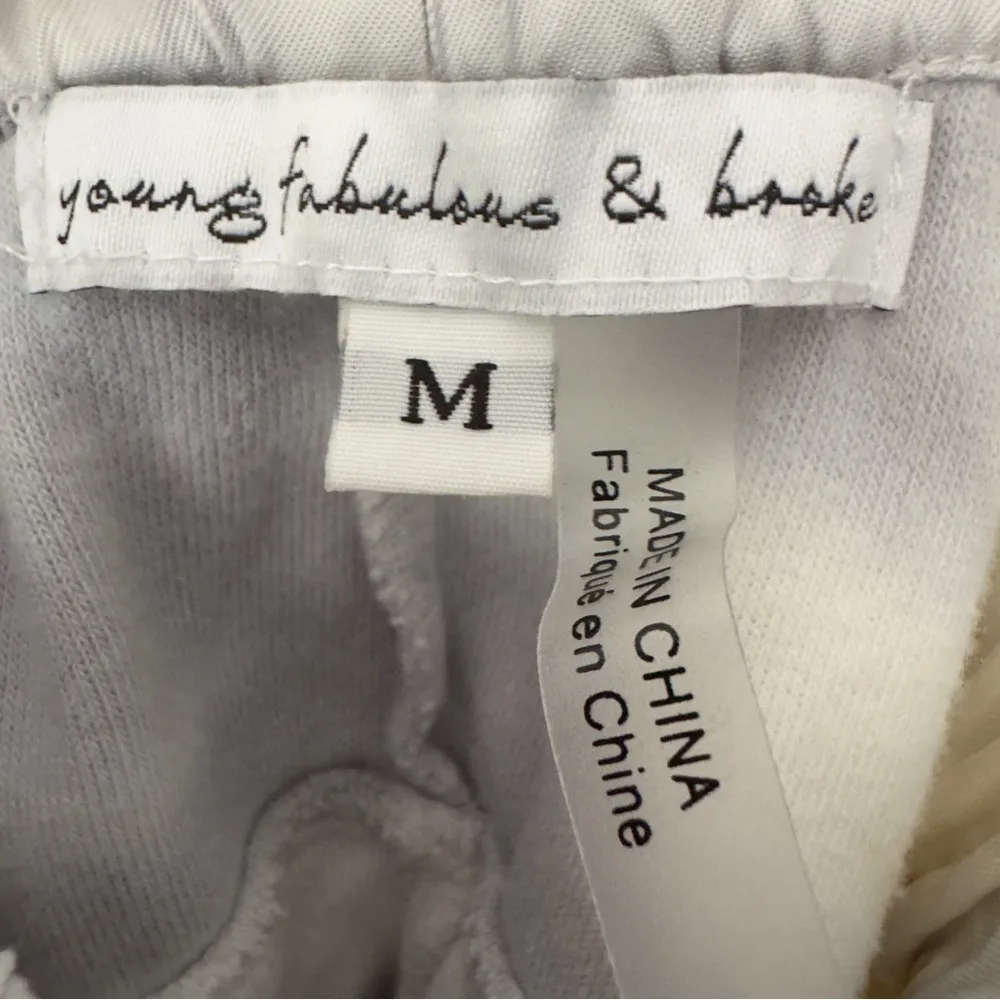 young fabulous & broke
M
MADE IN CHINA
Fabriqué en Chine